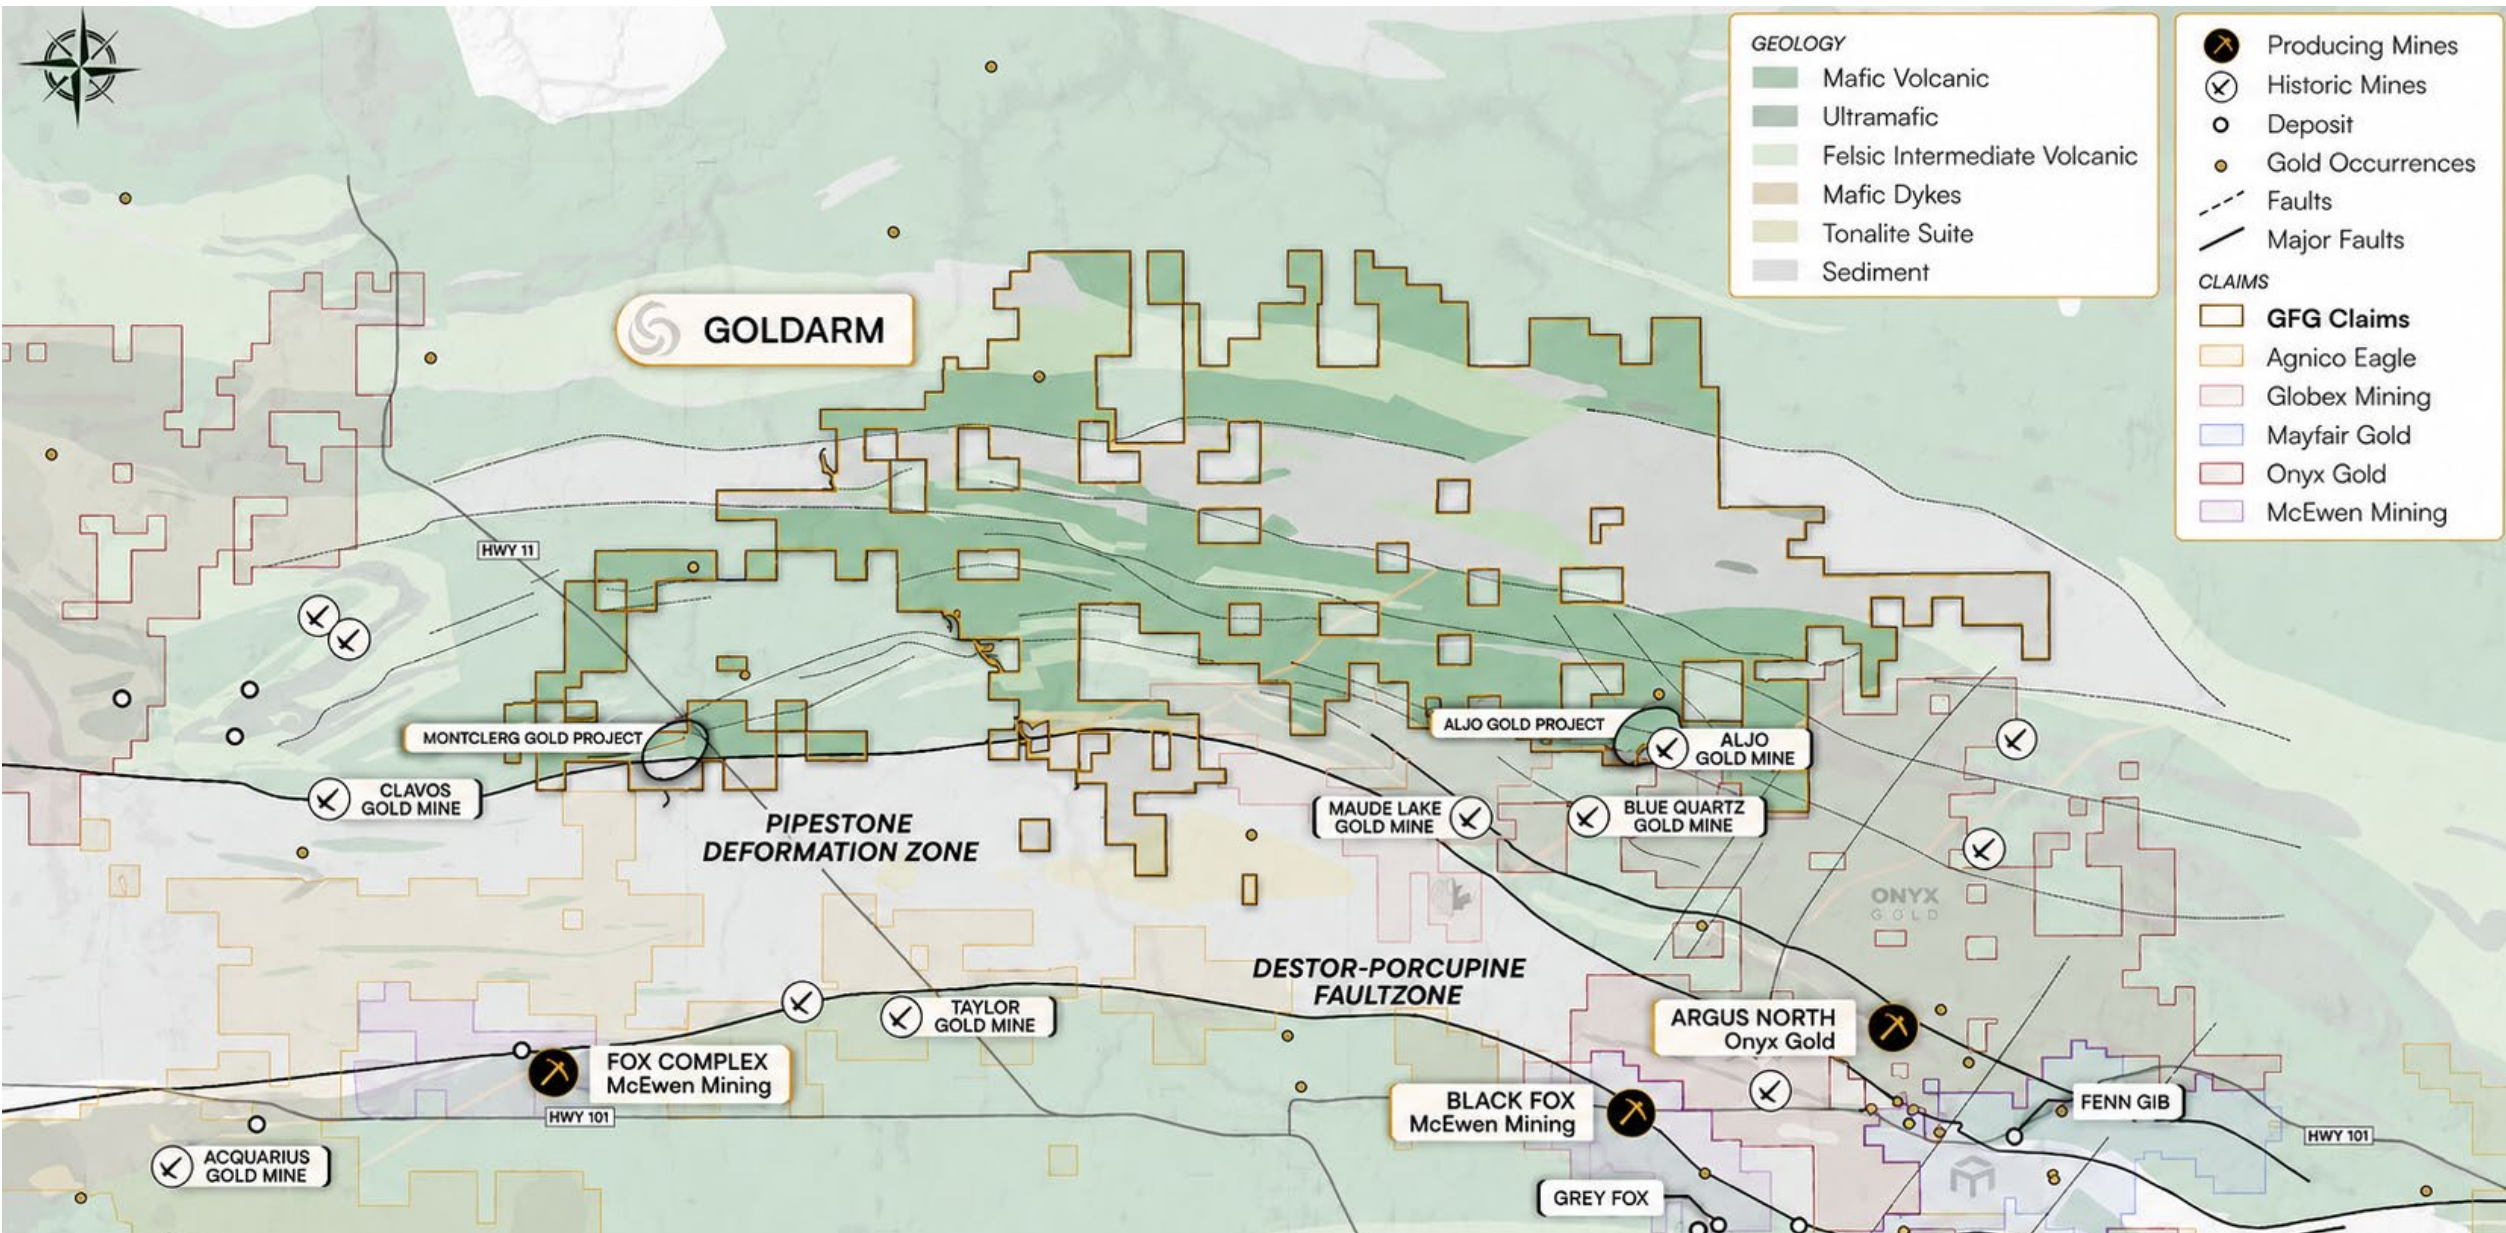 GEOLOGY
Mafic Volcanic
Ultramafic
Felsic Intermediate Volcanic
Mafic Dykes
Tonalite Suite
Sediment
Producing Mines
Historic Mines
Deposit
Gold Occurrences
Faults
Major Faults
CLAIMS
GFG Claims
Agnico Eagle
Globex Mining
Mayfair Gold
Onyx Gold
McEwen Mining
GOLDARM
HWY 11
MONTCLERG GOLD PROJECT
CLAVOS
GOLD MINE
PIPESTONE
DEFORMATION ZONE
ALJO GOLD PROJECT
ALJO
GOLD MINE
MAUDE LAKE
GOLD MINE
BLUE QUARTZ
GOLD MINE
ONYX
GOLD
DESTOR-PORCUPINE
FAULTZONE
TAYLOR
GOLD MINE
ARGUS NORTH
Onyx Gold
FOX COMPLEX
McEwen Mining
HWY 101
BLACK FOX
McEwen Mining
FENN GIB
HWY 101
ACQUARIUS
GOLD MINE
GREY FOX